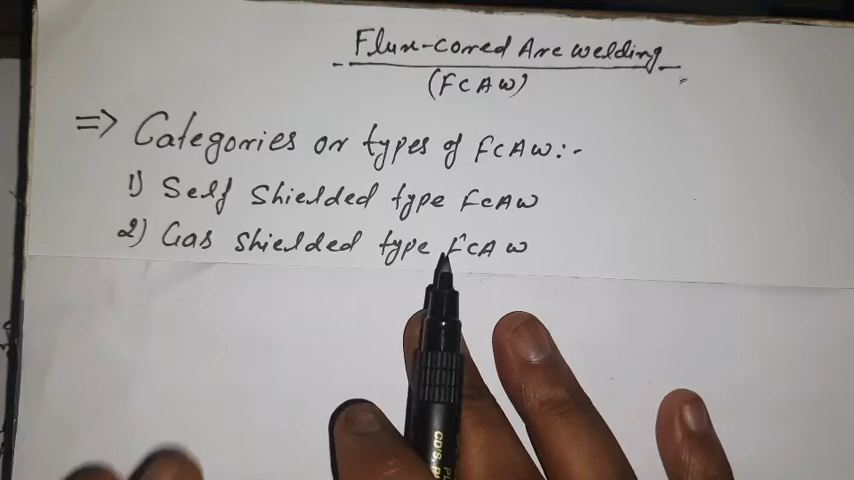 Flux-cored Arc welding
(FCAW)
=> Categories or types of FCAW:-
1) Self Shielded type FCAW
2) Gas Shielded type FCAW